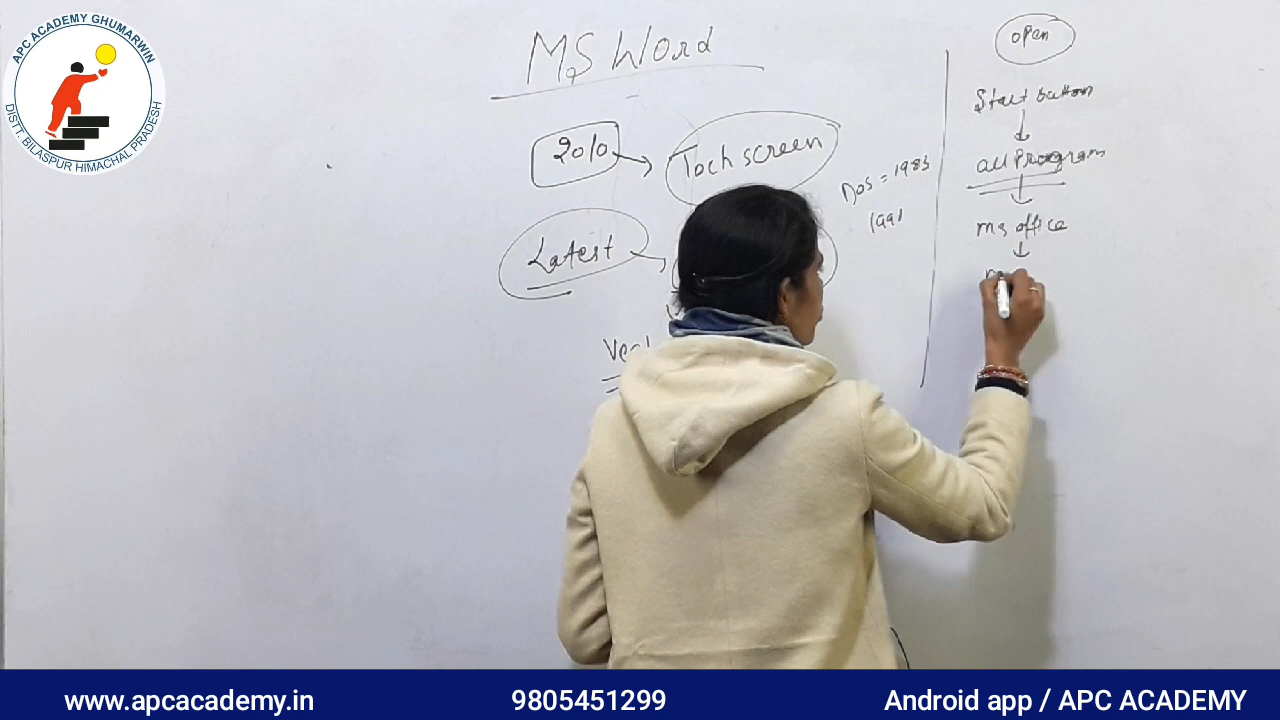 APC ACADEMY GHUMARWIN
DISTT. BILASPUR HIMACHAL PRADESH
MS Word
2010
Toch screen
Latest
Dos = 1983
1991
open
Start button
all Program
ms office
www.apcacademy.in
9805451299
Android app / APC ACADEMY